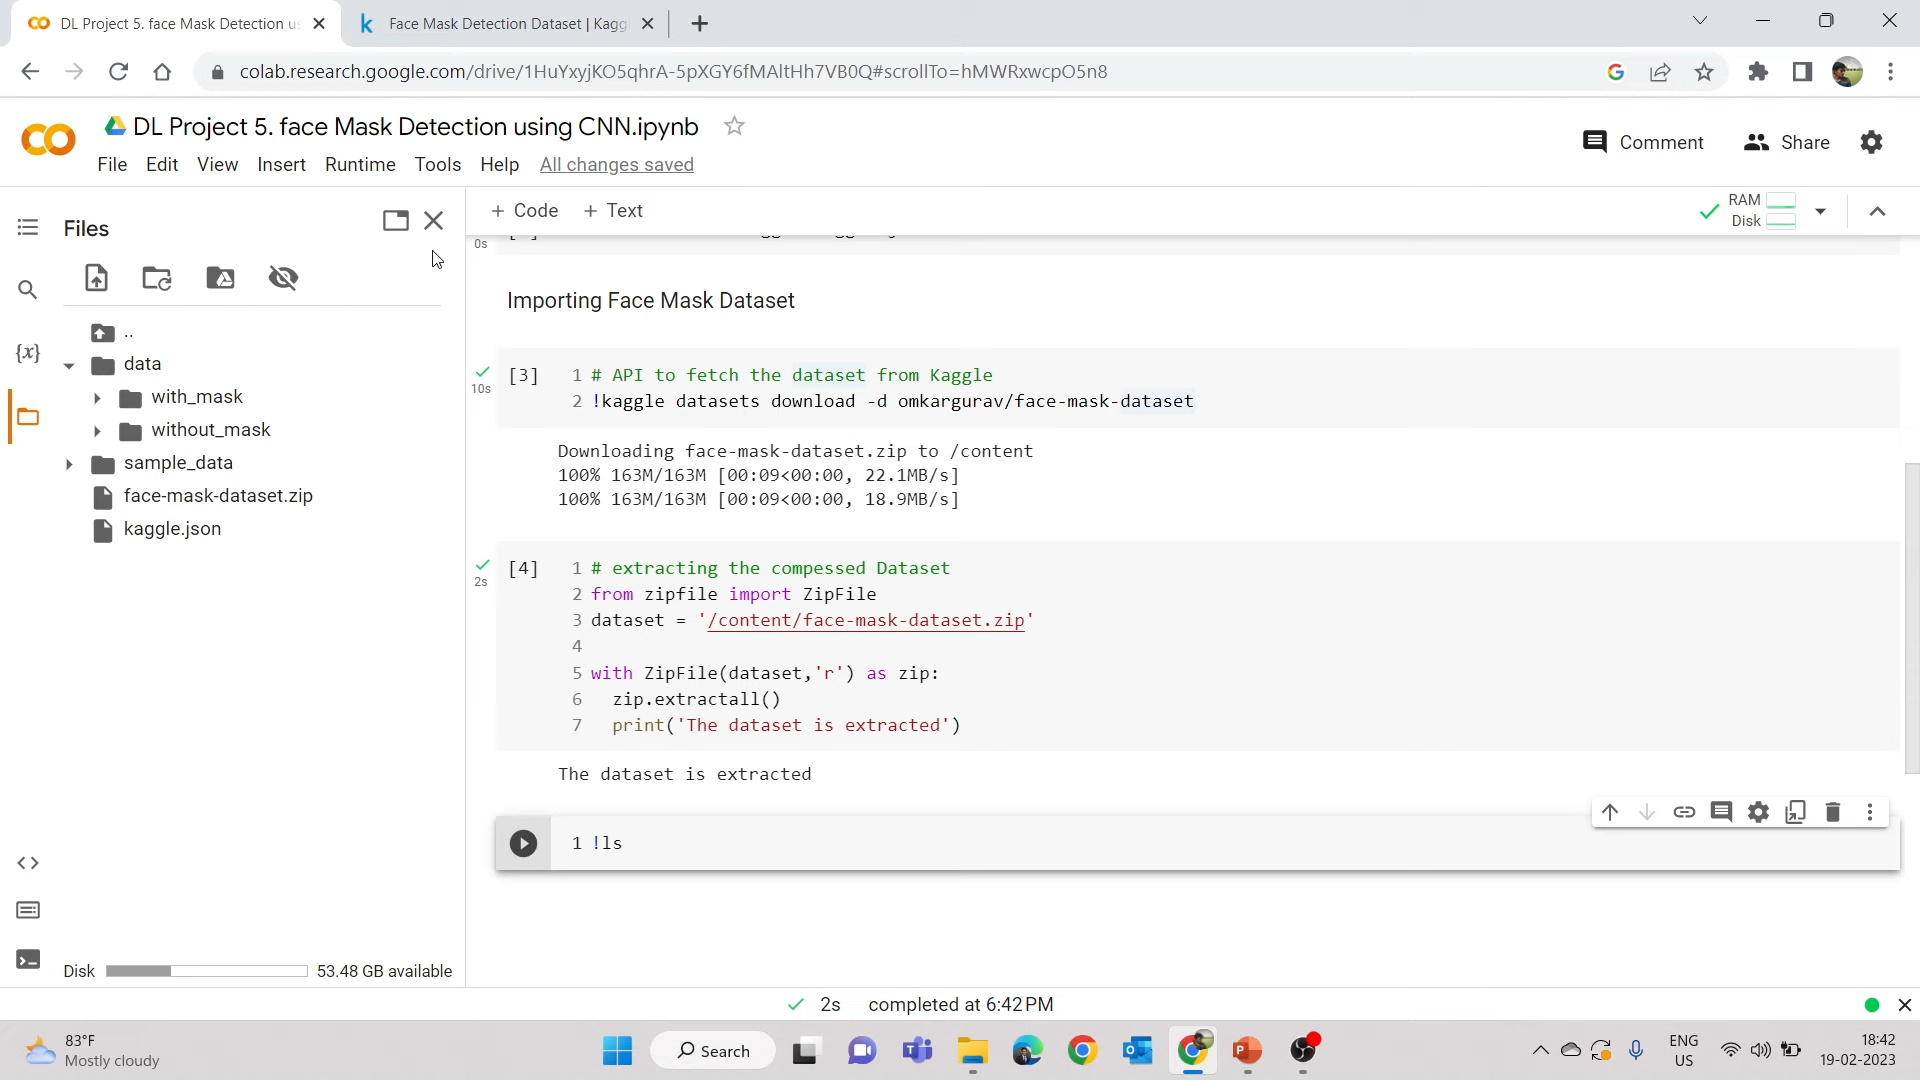 DL Project 5. face Mask Detection us
Face Mask Detection Dataset | Kagg
colab.research.google.com/drive/1HuYxyjKO5qhrA-5pXGY6fMAltHh7VB0Q#scrollTo=hMWRxwcpO5n8
DL Project 5. face Mask Detection using CNN.ipynb
Comment
Share
File Edit View Insert Runtime Tools Help All changes saved
Files
+ Code + Text
RAM
Disk
0s
..
data
with_mask
without_mask
sample_data
face-mask-dataset.zip
kaggle.json
{x}
Importing Face Mask Dataset
10s
[3]
1 # API to fetch the dataset from Kaggle
2 !kaggle datasets download -d omkargurav/face-mask-dataset
Downloading face-mask-dataset.zip to /content
100% 163M/163M [00:09<00:00, 22.1MB/s]
100% 163M/163M [00:09<00:00, 18.9MB/s]
2s
[4]
1 # extracting the compessed Dataset
2 from zipfile import ZipFile
3 dataset = '/content/face-mask-dataset.zip'
4
5 with ZipFile(dataset,'r') as zip:
6   zip.extractall()
7   print('The dataset is extracted')
The dataset is extracted
1 !ls
Disk 53.48 GB available
2s completed at 6:42 PM
83°F
Mostly cloudy
Search
ENG
US
18:42
19-02-2023